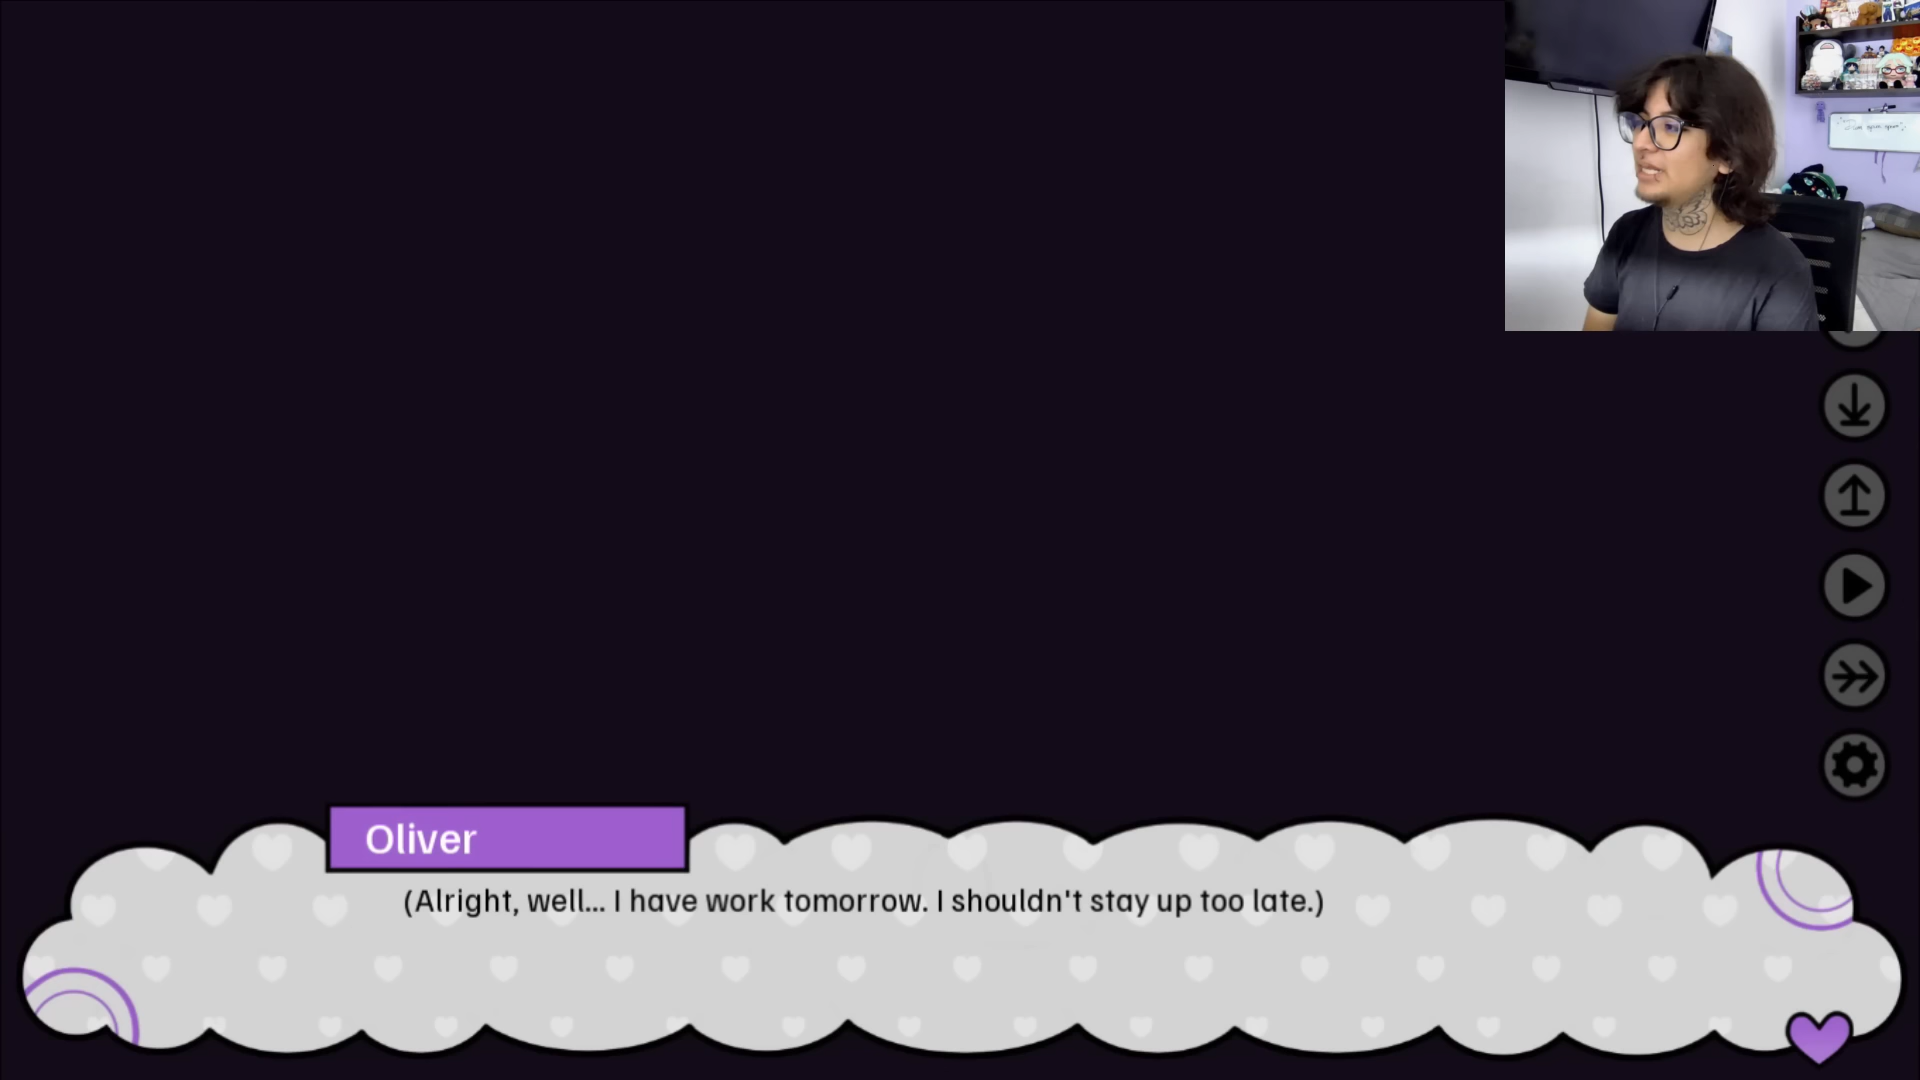 Oliver
(Alright, well... I have work tomorrow. I shouldn't stay up too late.)